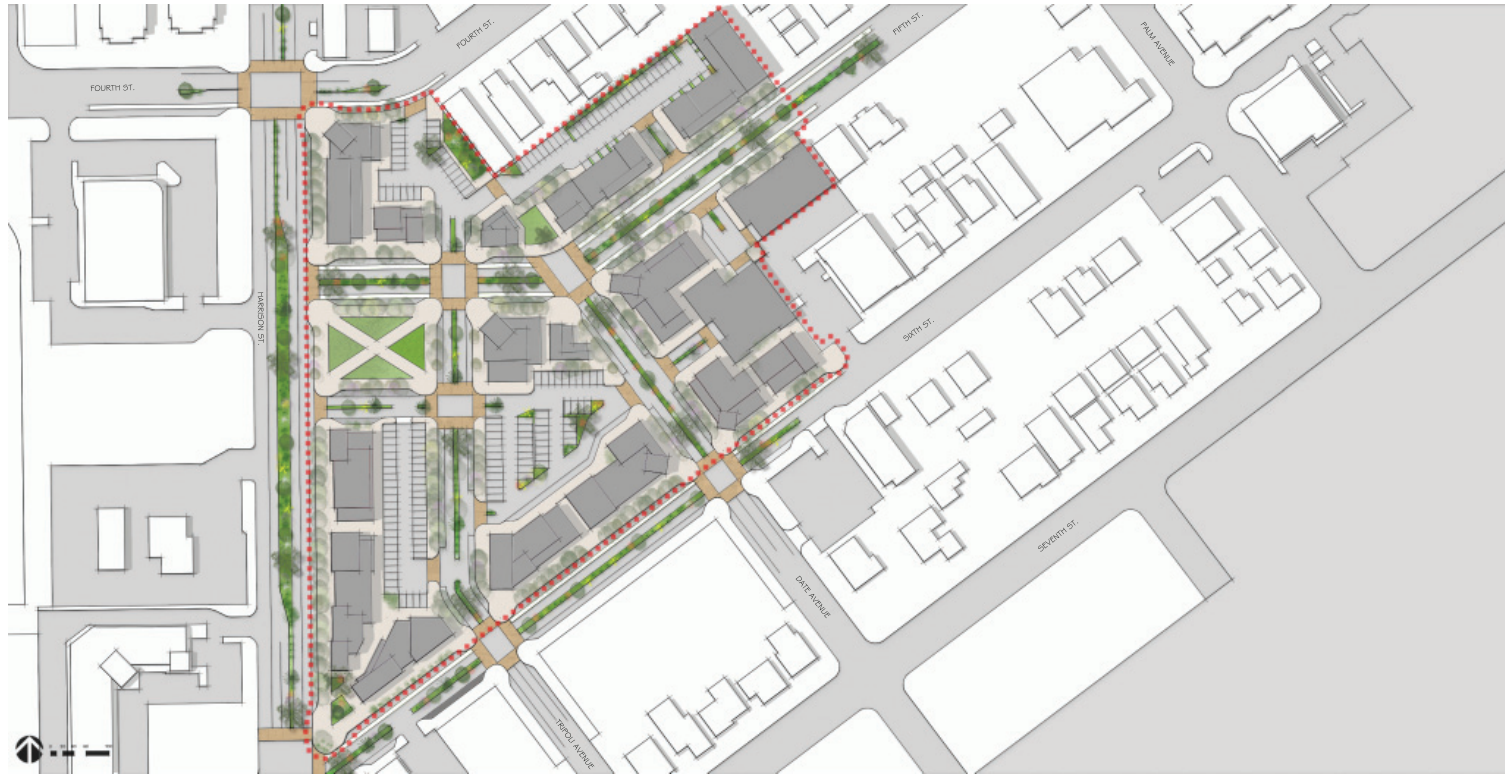 FOURTH ST.
FIFTH ST.
PALM AVENUE
FOURTH ST.
HARRISON ST.
SIXTH ST.
SEVENTH ST.
DATE AVENUE
TRIPOLI AVENUE